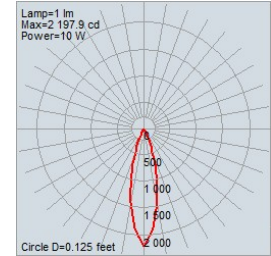 Lamp=1 lm
Max=2 197.9 cd
Power=10 W
0
500
1 000
1 500
2 000
Circle D=0.125 feet